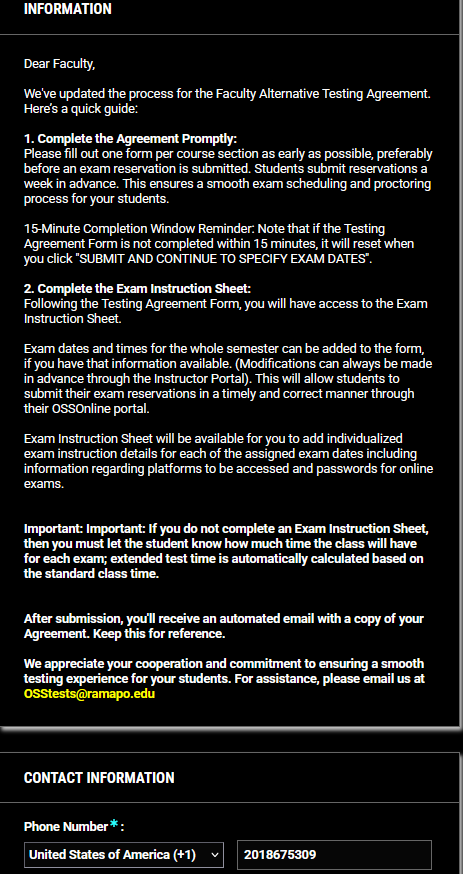 INFORMATION
Dear Faculty,
We've updated the process for the Faculty Alternative Testing Agreement.
Here's a quick guide:
1. Complete the Agreement Promptly:
Please fill out one form per course section as early as possible, preferably
before an exam reservation is submitted. Students submit reservations a
week in advance. This ensures a smooth exam scheduling and proctoring
process for your students.
15-Minute Completion Window Reminder: Note that if the Testing
Agreement Form is not completed within 15 minutes, it will reset when
you click "SUBMIT AND CONTINUE TO SPECIFY EXAM DATES".
2. Complete the Exam Instruction Sheet:
Following the Testing Agreement Form, you will have access to the Exam
Instruction Sheet.
Exam dates and times for the whole semester can be added to the form,
if you have that information available. (Modifications can always be made
in advance through the Instructor Portal). This will allow students to
submit their exam reservations in a timely and correct manner through
their OSSOnline portal.
Exam Instruction Sheet will be available for you to add individualized
exam instruction details for each of the assigned exam dates including
information regarding platforms to be accessed and passwords for online
exams.
Important: Important: If you do not complete an Exam Instruction Sheet,
then you must let the student know how much time the class will have
for each exam; extended test time is automatically calculated based on
the standard class time.
After submission, you'll receive an automated email with a copy of your
Agreement. Keep this for reference.
We appreciate your cooperation and commitment to ensuring a smooth
testing experience for your students. For assistance, please email us at
OSStests@ramapo.edu
CONTACT INFORMATION
Phone Number * :
United States of America (+1) 2018675309